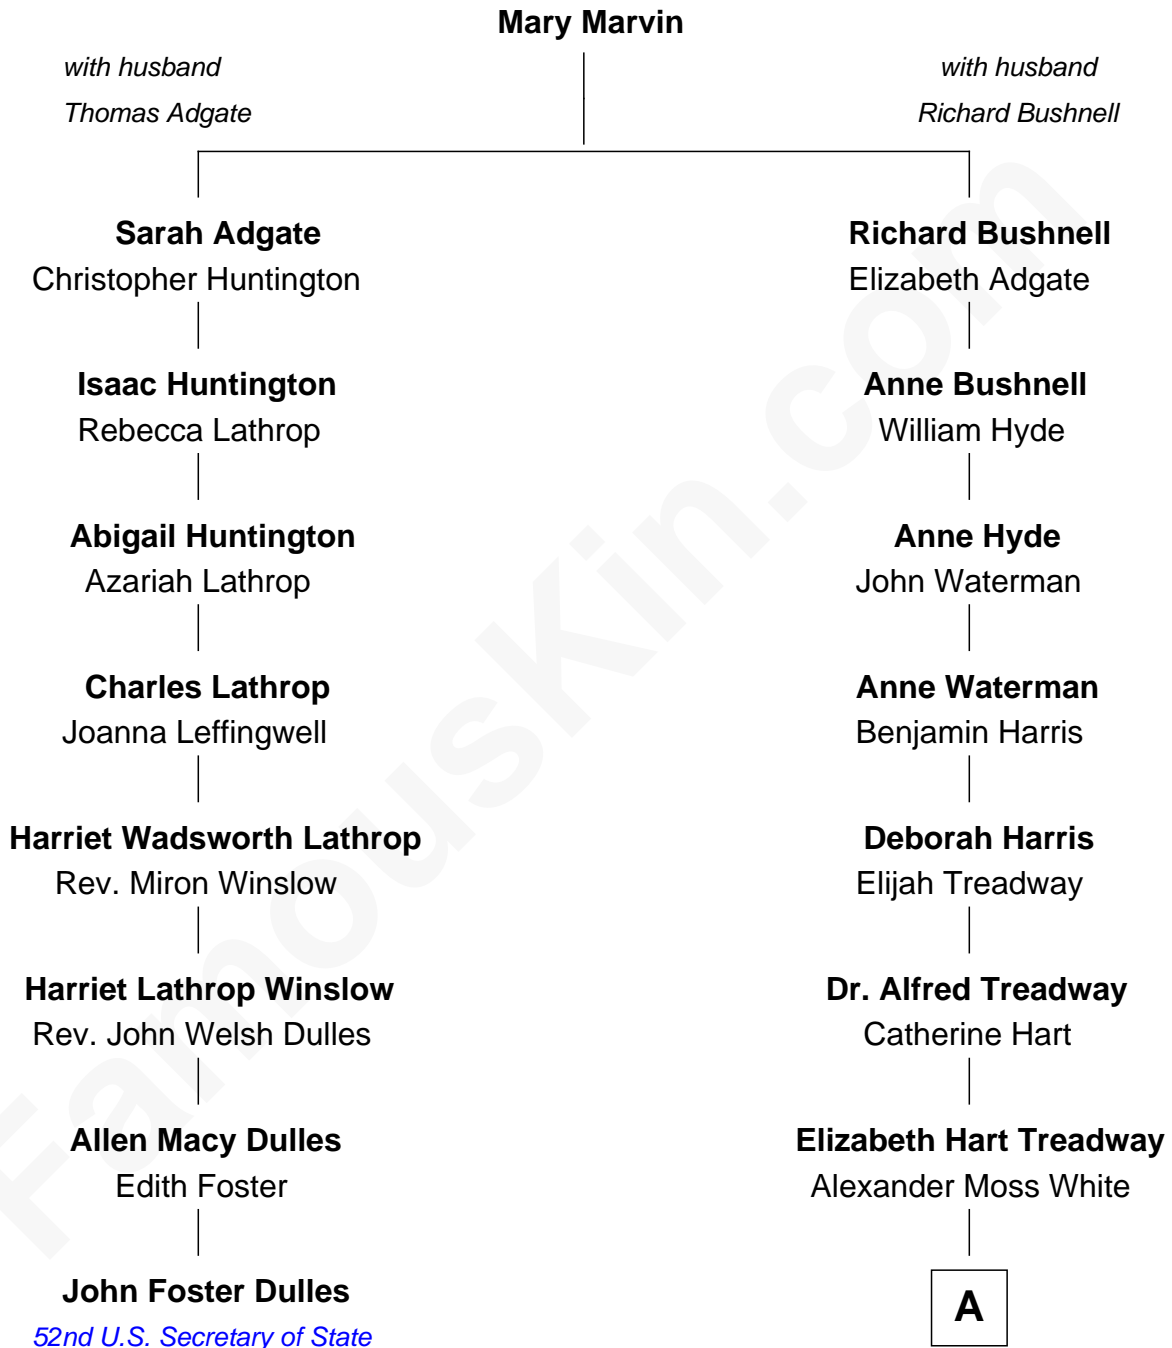 Mary Marvin
with husband
Thomas Adgate
with husband
Richard Bushnell
Sarah Adgate
Christopher Huntington
Richard Bushnell
Elizabeth Adgate
Isaac Huntington
Rebecca Lathrop
Anne Bushnell
William Hyde
Abigail Huntington
Azariah Lathrop
Anne Hyde
John Waterman
Charles Lathrop
Joanna Leffingwell
Anne Waterman
Benjamin Harris
Harriet Wadsworth Lathrop
Rev. Miron Winslow
Deborah Harris
Elijah Treadway
Harriet Lathrop Winslow
Rev. John Welsh Dulles
Dr. Alfred Treadway
Catherine Hart
Allen Macy Dulles
Edith Foster
Elizabeth Hart Treadway
Alexander Moss White
John Foster Dulles
52nd U.S. Secretary of State
A
FamousKin.com